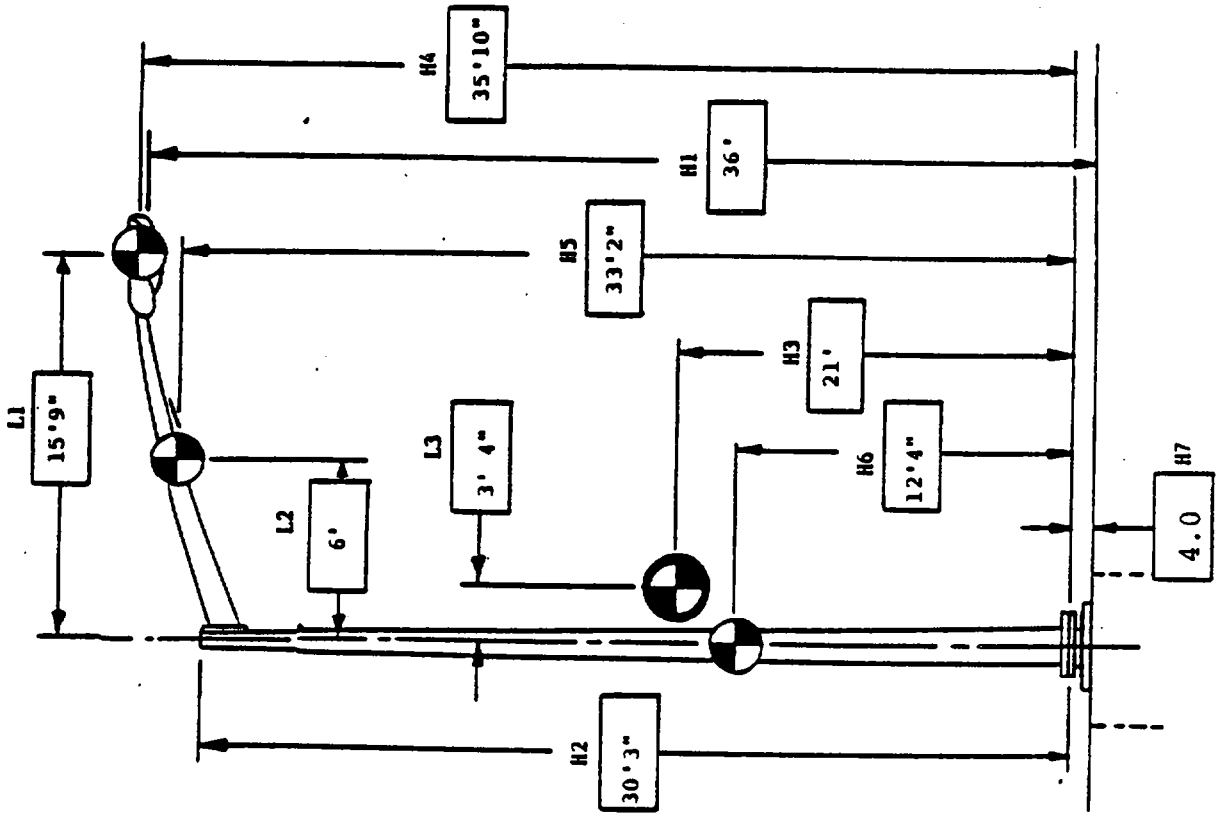 L1
15'9"
L2
6'
L3
3' 4"
H4
35'10"
H1
36'
H5
33'2"
H3
21'
H6
12'4"
H2
30'3"
H7
4.0